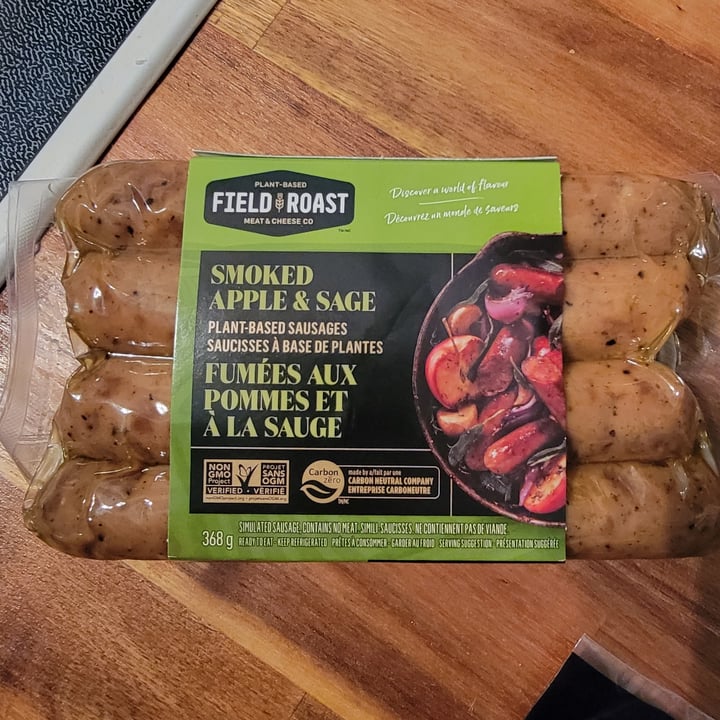 PLANT-BASED
FIELD ROAST
MEAT & CHEESE CO
Discover a world of flavour
Découvrez un monde de saveurs
SMOKED
APPLE & SAGE
PLANT-BASED SAUSAGES
SAUCISSES À BASE DE PLANTES
FUMÉES AUX
POMMES ET
À LA SAUGE
NON
GMO
Project
VERIFIED
PROJET
SANS
OGM
VÉRIFIÉ
nongmoproject.org
Carbon
zero
made by a/fait par une
CARBON NEUTRAL COMPANY
ENTREPRISE CARBONEUTRE
368 g
SIMULATED SAUSAGE, CONTAINS NO MEAT · SIMILI-SAUCISSES, NE CONTIENNENT PAS DE VIANDE
READY TO EAT · KEEP REFRIGERATED PRÊTES À CONSOMMER · GARDER AU FROID SERVING SUGGESTION PRÉSENTATION SUGGÉRÉE